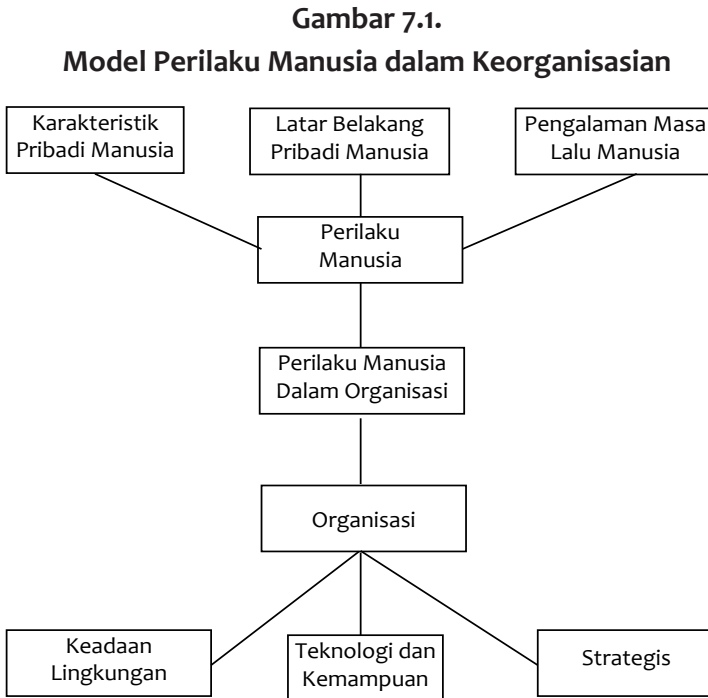 Gambar 7.1.
Model Perilaku Manusia dalam Keorganisasian
Karakteristik
Pribadi Manusia
Latar Belakang
Pribadi Manusia
Pengalaman Masa
Lalu Manusia
Perilaku
Manusia
Perilaku Manusia
Dalam Organisasi
Organisasi
Keadaan
Lingkungan
Teknologi dan
Kemampuan
Strategis